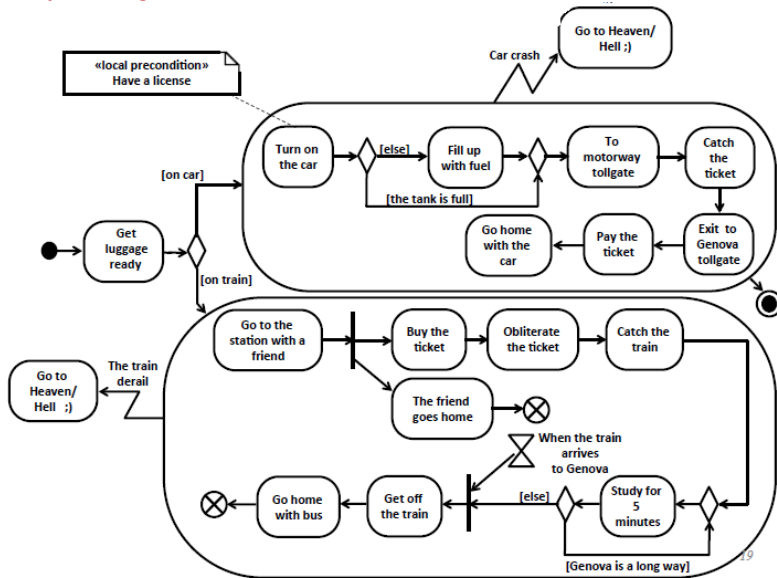 Go to Heaven/
Hell ;)
Car crash
«local precondition»
Have a license
Turn on
the car
[else]
Fill up
with fuel
To
motorway
tollgate
Catch
the
ticket
[the tank is full]
[on car]
Go home
with the
car
Pay the
ticket
Exit to
Genova
tollgate
Get
luggage
ready
[on train]
Go to the
station with a
friend
Buy the
ticket
Obliterate
the ticket
Catch the
train
The train
derail
Go to
Heaven/
Hell ;)
The friend
goes home
When the train
arrives
to Genova
Go home
with bus
Get off
the train
[else]
Study for
5
minutes
[Genova is a long way]
19